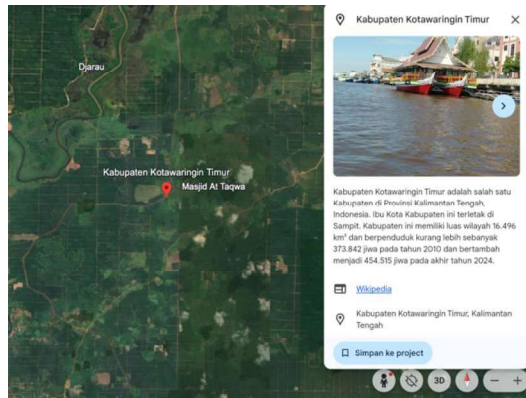 Djarau
Kabupaten Kotawaringin Timur
Masjid At Taqwa
Kabupaten Kotawaringin Timur
Kabupaten Kotawaringin Timur adalah salah satu
Kabupaten di Provinsi Kalimantan Tengah,
Indonesia. Ibu Kota Kabupaten ini terletak di
Sampit. Kabupaten ini memiliki luas wilayah 16.496
km² dan berpenduduk kurang lebih sebanyak
373.842 jiwa pada tahun 2010 dan bertambah
menjadi 454.515 jiwa pada akhir tahun 2024.
Wikipedia
Kabupaten Kotawaringin Timur, Kalimantan
Tengah
Simpan ke project
3D